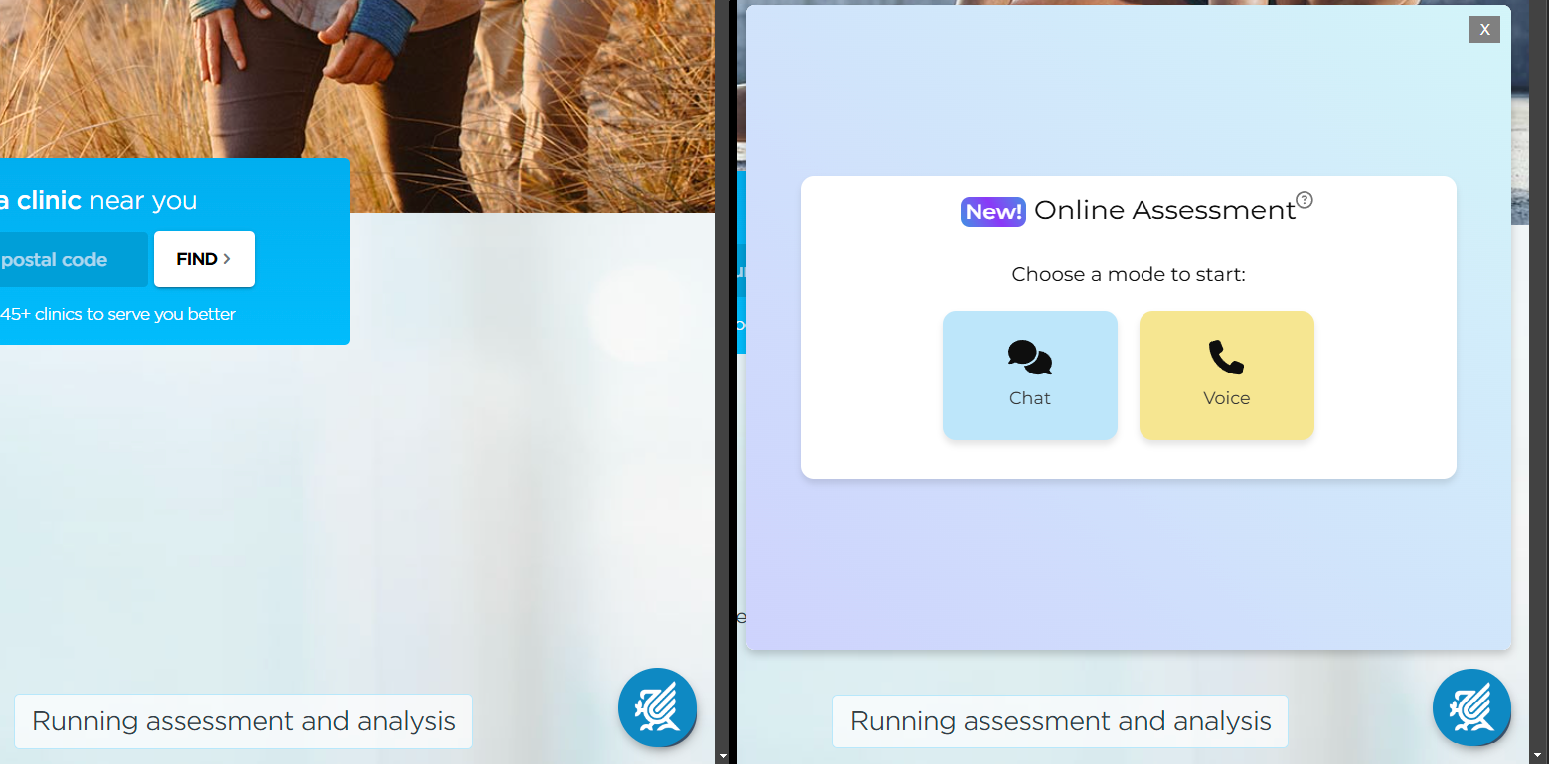 a clinic near you
postal code
FIND >
45+ clinics to serve you better
Running assessment and analysis
X
New! Online Assessment?
Choose a mode to start:
Chat
Voice
Running assessment and analysis